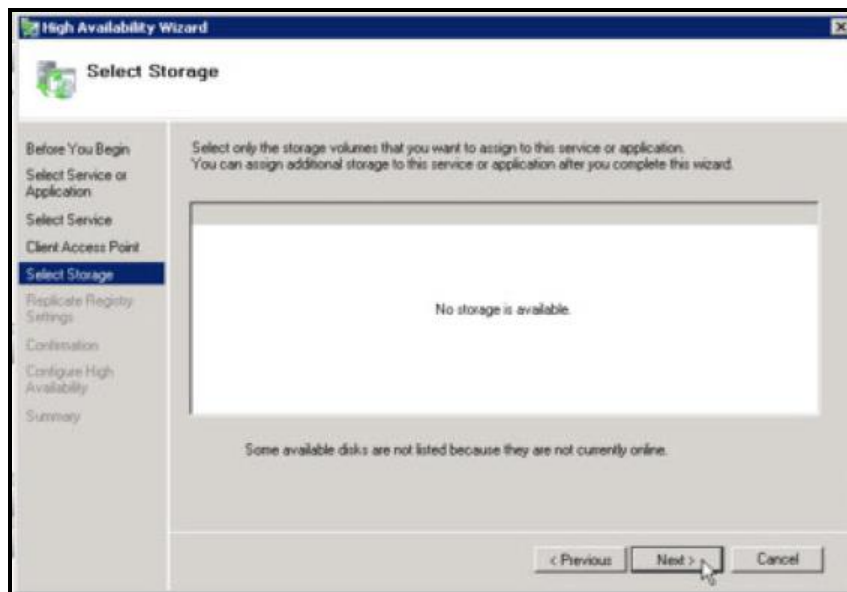 High Availability Wizard
Select Storage
Before You Begin
Select Service or
Application
Select Service
Client Access Point
Select Storage
Replicate Registry
Settings
Confirmation
Configure High
Availability
Summary
Select only the storage volumes that you want to assign to this service or application.
You can assign additional storage to this service or application after you complete this wizard.
No storage is available.
Some available disks are not listed because they are not currently online.
< Previous
Next >
Cancel